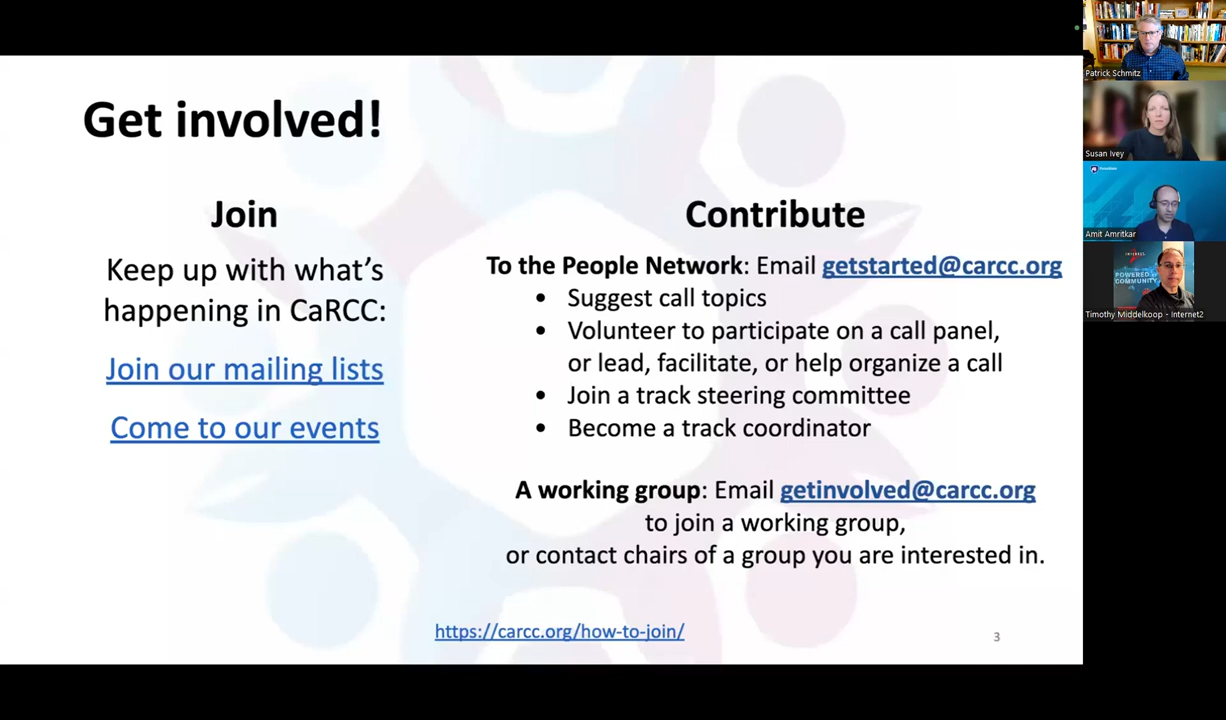 Get involved!
Join
Keep up with what's
happening in CaRCC:
Join our mailing lists
Come to our events
Contribute
To the People Network: Email getstarted@carcc.org
• Suggest call topics
• Volunteer to participate on a call panel,
or lead, facilitate, or help organize a call
• Join a track steering committee
• Become a track coordinator
A working group: Email getinvolved@carcc.org
to join a working group,
or contact chairs of a group you are interested in.
https://carcc.org/how-to-join/
3
Patrick Schmitz
Susan Ivey
Amit Amritkar
POWERED
COMMUNITY
Timothy Middelkoop - Internet2